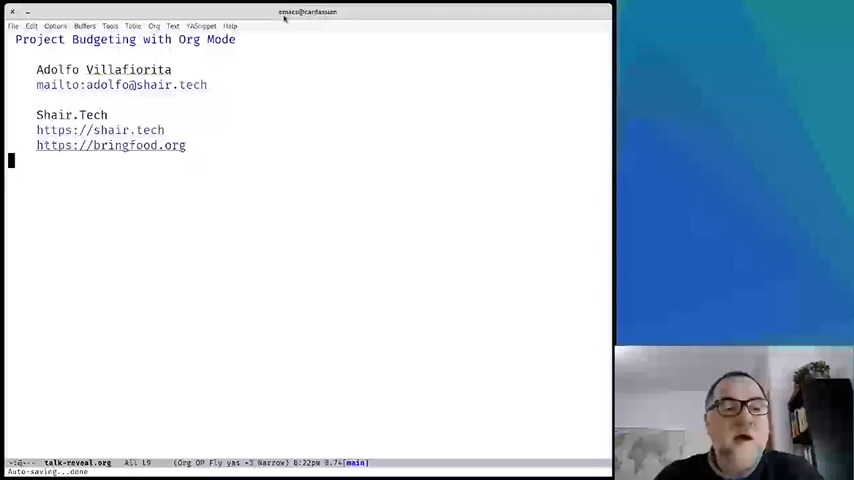 emacs@cardassian
File Edit Options Buffers Tools Table Org Text YASnippet Help
Project Budgeting with Org Mode
Adolfo Villafiorita
mailto:adolfo@shair.tech
Shair.Tech
https://shair.tech
https://bringfood.org
talk-reveal.org All L9 (Org OP Fly yas +3 Narrow) 8:22pm 0.74[main]
Auto-saving...done